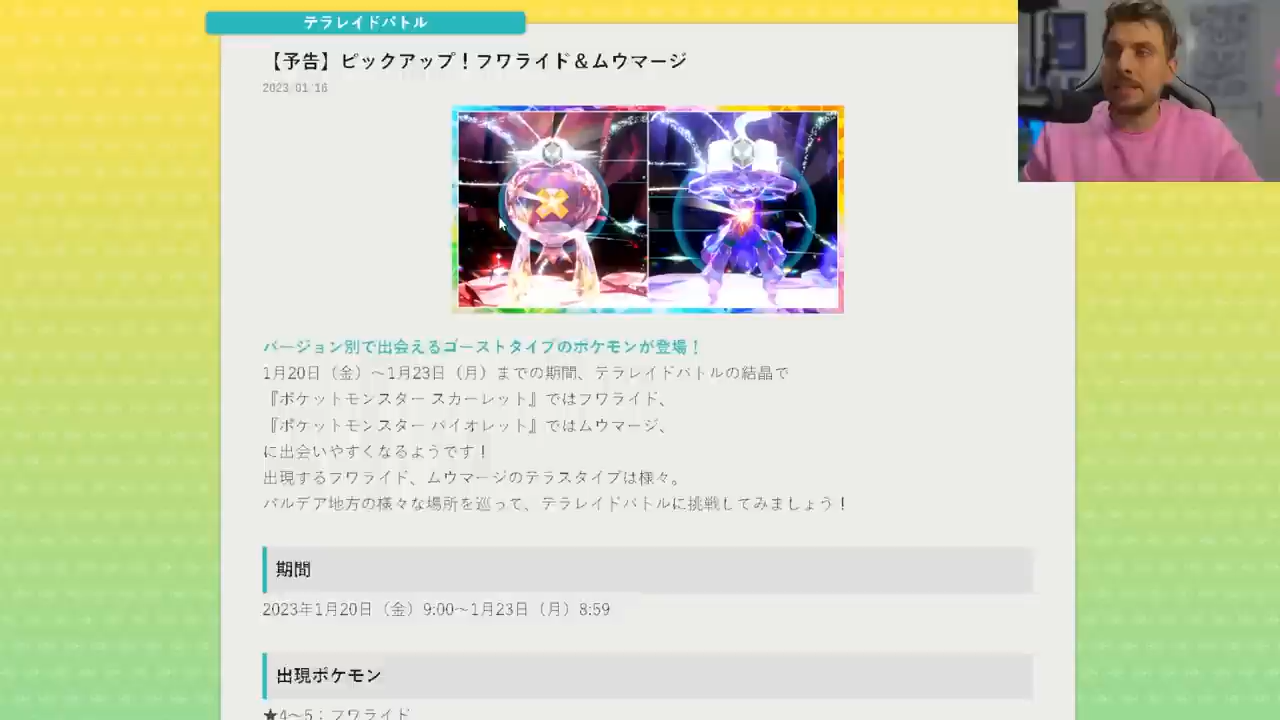 テラレイドバトル
【予告】ピックアップ！フワライド＆ムウマージ
2023.01.16
バージョン別で出会えるゴーストタイプのポケモンが登場！
1月20日（金）～1月23日（月）までの期間、テラレイドバトルの結晶で
『ポケットモンスター スカーレット』ではフワライド、
『ポケットモンスター バイオレット』ではムウマージ、
に出会いやすくなるようです！
出現するフワライド、ムウマージのテラスタイプは様々。
パルデア地方の様々な場所を巡って、テラレイドバトルに挑戦してみましょう！
期間
2023年1月20日（金）9:00～1月23日（月）8:59
出現ポケモン
★4～5：フワライド